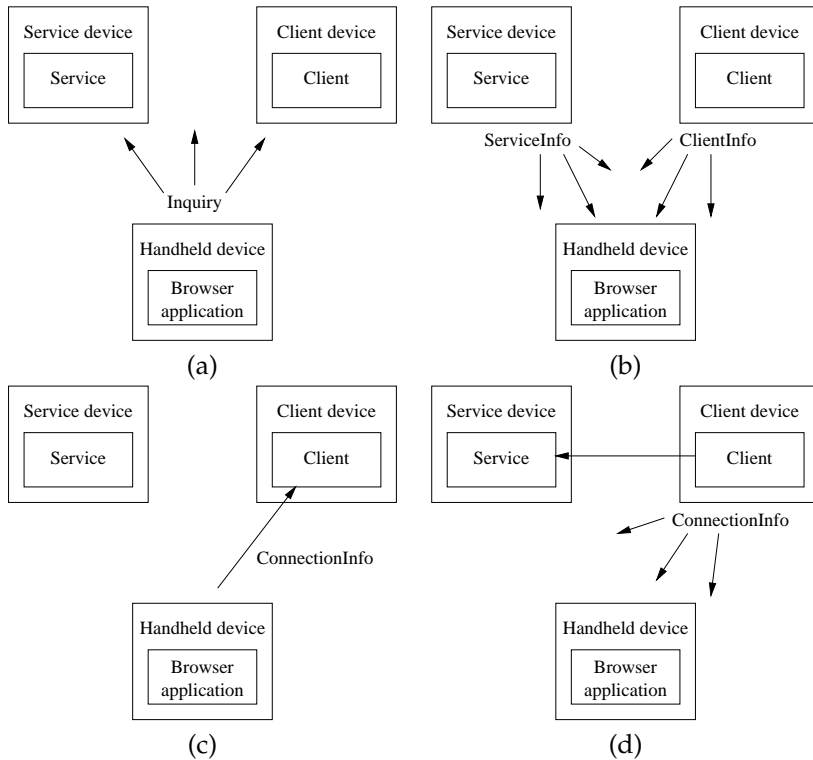 Service device
Client device
Service
Client
Inquiry
Handheld device
Browser
application
(a)
Service device
Client device
Service
Client
ServiceInfo
ClientInfo
Handheld device
Browser
application
(b)
Service device
Client device
Service
Client
ConnectionInfo
Handheld device
Browser
application
(c)
Service device
Client device
Service
Client
ConnectionInfo
Handheld device
Browser
application
(d)